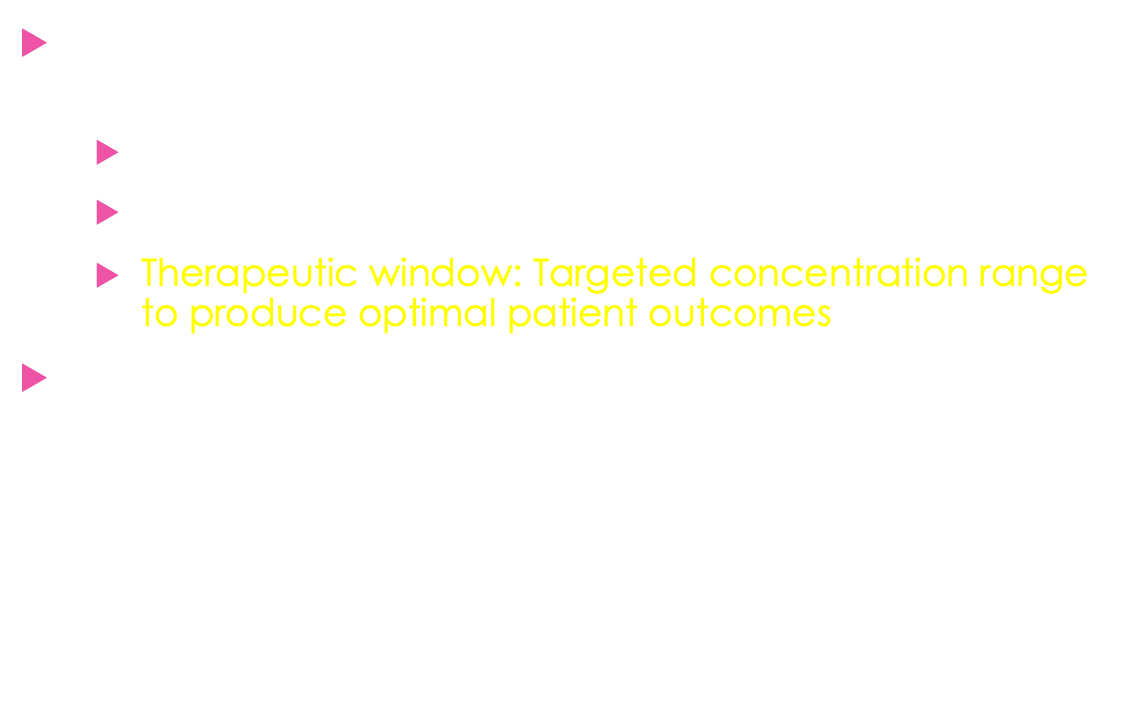 Therapeutic window: Targeted concentration range
to produce optimal patient outcomes